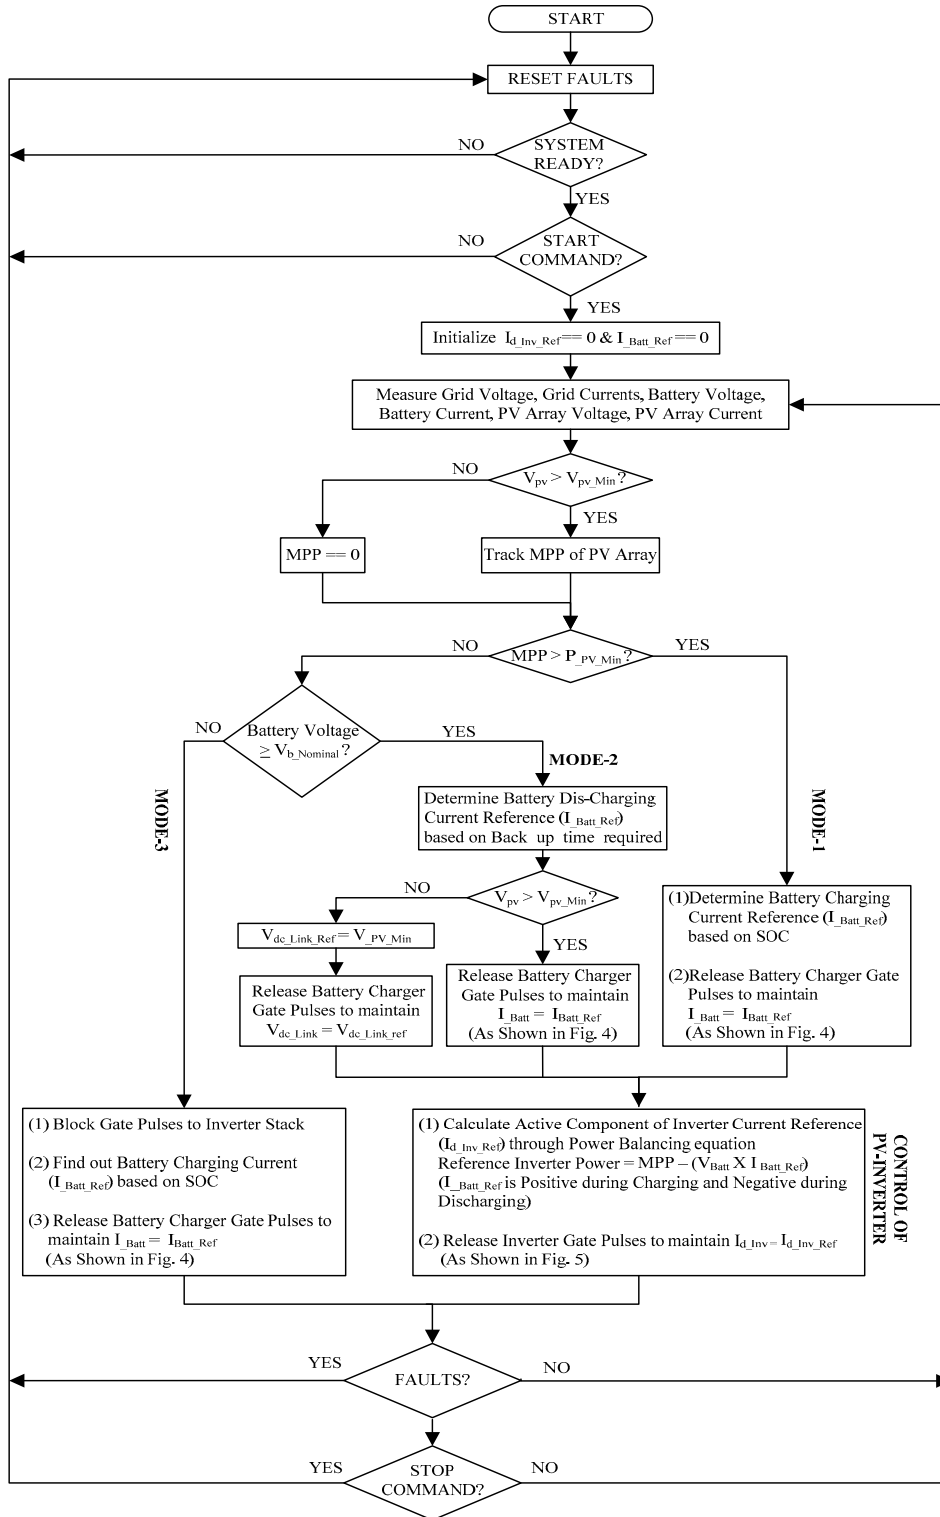 START
RESET FAULTS
SYSTEM
READY?
NO
YES
START
COMMAND?
NO
YES
Initialize I_d_Inv_Ref == 0 & I_Batt_Ref == 0
Measure Grid Voltage, Grid Currents, Battery Voltage,
Battery Current, PV Array Voltage, PV Array Current
V_pv > V_pv_Min ?
NO
YES
MPP == 0
Track MPP of PV Array
MPP > P_PV_Min ?
NO
YES
Battery Voltage
≥ V_b_Nominal ?
NO
YES
MODE-3
MODE-2
MODE-1
Determine Battery Dis-Charging
Current Reference (I_Batt_Ref)
based on Back up time required
V_pv > V_pv_Min ?
NO
YES
V_dc_Link_Ref = V_PV_Min
Release Battery Charger
Gate Pulses to maintain
V_dc_Link = V_dc_Link_ref
Release Battery Charger
Gate Pulses to maintain
I_Batt = I_Batt_Ref
(As Shown in Fig. 4)
(1) Determine Battery Charging
Current Reference (I_Batt_Ref)
based on SOC
(2) Release Battery Charger Gate
Pulses to maintain
I_Batt = I_Batt_Ref
(As Shown in Fig. 4)
(1) Block Gate Pulses to Inverter Stack
(2) Find out Battery Charging Current
(I_Batt_Ref) based on SOC
(3) Release Battery Charger Gate Pulses to
maintain I_Batt = I_Batt_Ref
(As Shown in Fig. 4)
(1) Calculate Active Component of Inverter Current Reference
(I_d_Inv_Ref) through Power Balancing equation
Reference Inverter Power = MPP – (V_Batt X I_Batt_Ref)
(I_Batt_Ref is Positive during Charging and Negative during
Discharging)
(2) Release Inverter Gate Pulses to maintain I_d_Inv = I_d_Inv_Ref
(As Shown in Fig. 5)
CONTROL OF
PV-INVERTER
FAULTS?
YES
NO
STOP
COMMAND?
YES
NO